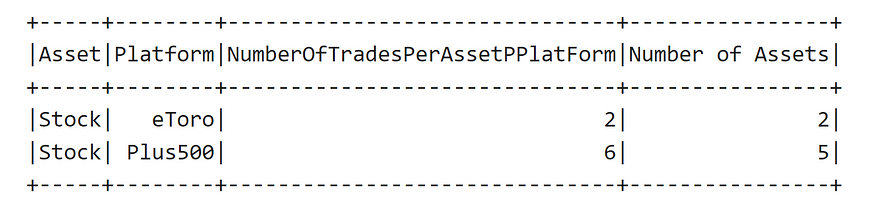 +-----+--------+------------------------------+----------------+
|Asset|Platform|NumberOfTradesPerAssetPPlatForm|Number of Assets|
+-----+--------+------------------------------+----------------+
|Stock|   eToro|                              2|               2|
|Stock| Plus500|                              6|               5|
+-----+--------+------------------------------+----------------+